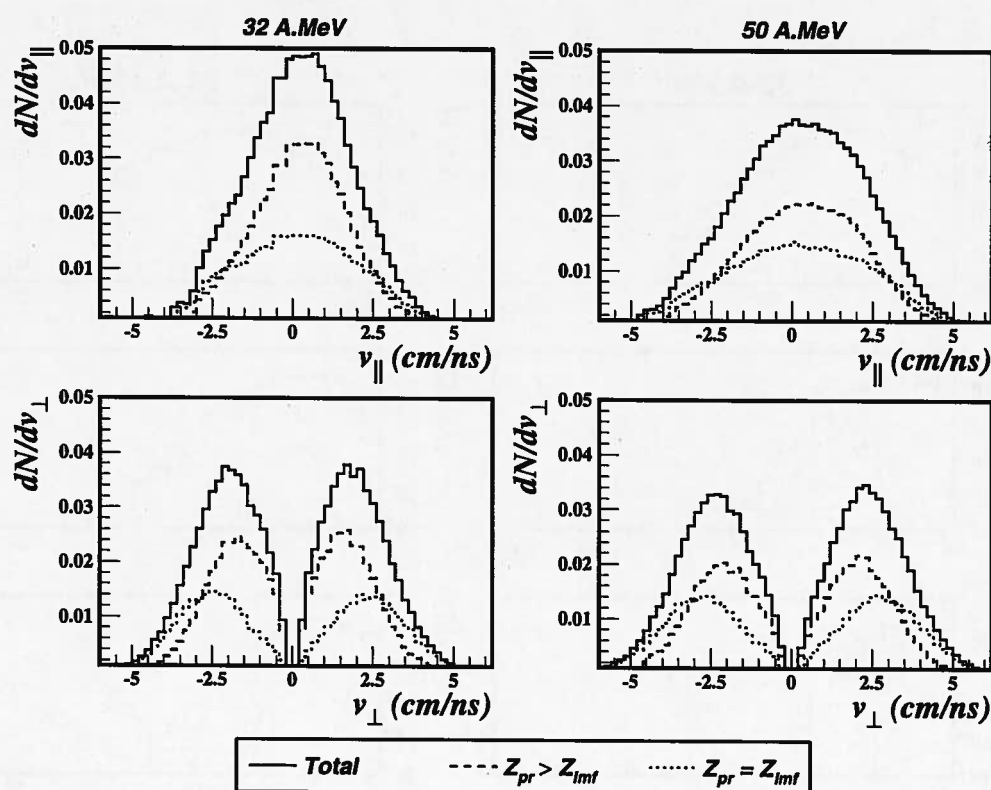 32 A.MeV
50 A.MeV
dN/dv∥
0.05
0.04
0.03
0.02
0.01
-5 -2.5 0 2.5 5
v∥ (cm/ns)
dN/dv∥
0.05
0.04
0.03
0.02
0.01
-5 -2.5 0 2.5 5
v∥ (cm/ns)
dN/dv⊥
0.05
0.04
0.03
0.02
0.01
-5 -2.5 0 2.5 5
v⊥ (cm/ns)
dN/dv⊥
0.05
0.04
0.03
0.02
0.01
-5 -2.5 0 2.5 5
v⊥ (cm/ns)
Total Zpr > Zimf Zpr = Zimf